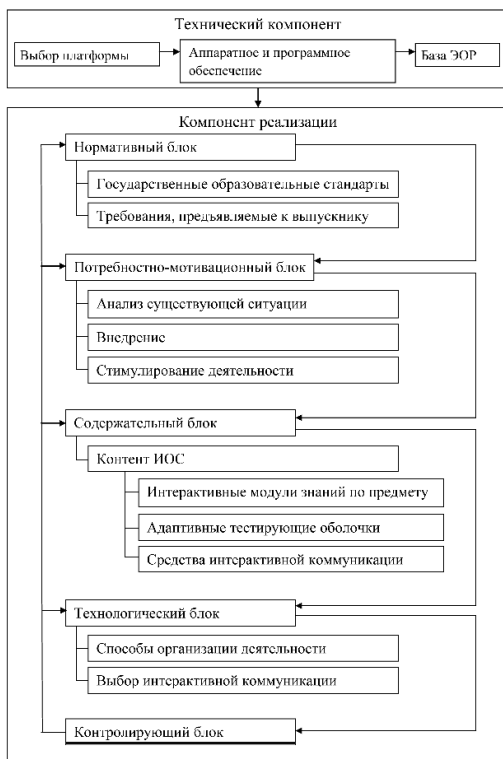 Технический компонент
Выбор платформы
Аппаратное и программное
обеспечение
База ЭОР
Компонент реализации
Нормативный блок
Государственные образовательные стандарты
Требования, предъявляемые к выпускнику
Потребностно-мотивационный блок
Анализ существующей ситуации
Внедрение
Стимулирование деятельности
Содержательный блок
Контент ИОС
Интерактивные модули знаний по предмету
Адаптивные тестирующие оболочки
Средства интерактивной коммуникации
Технологический блок
Способы организации деятельности
Выбор интерактивной коммуникации
Контролирующий блок